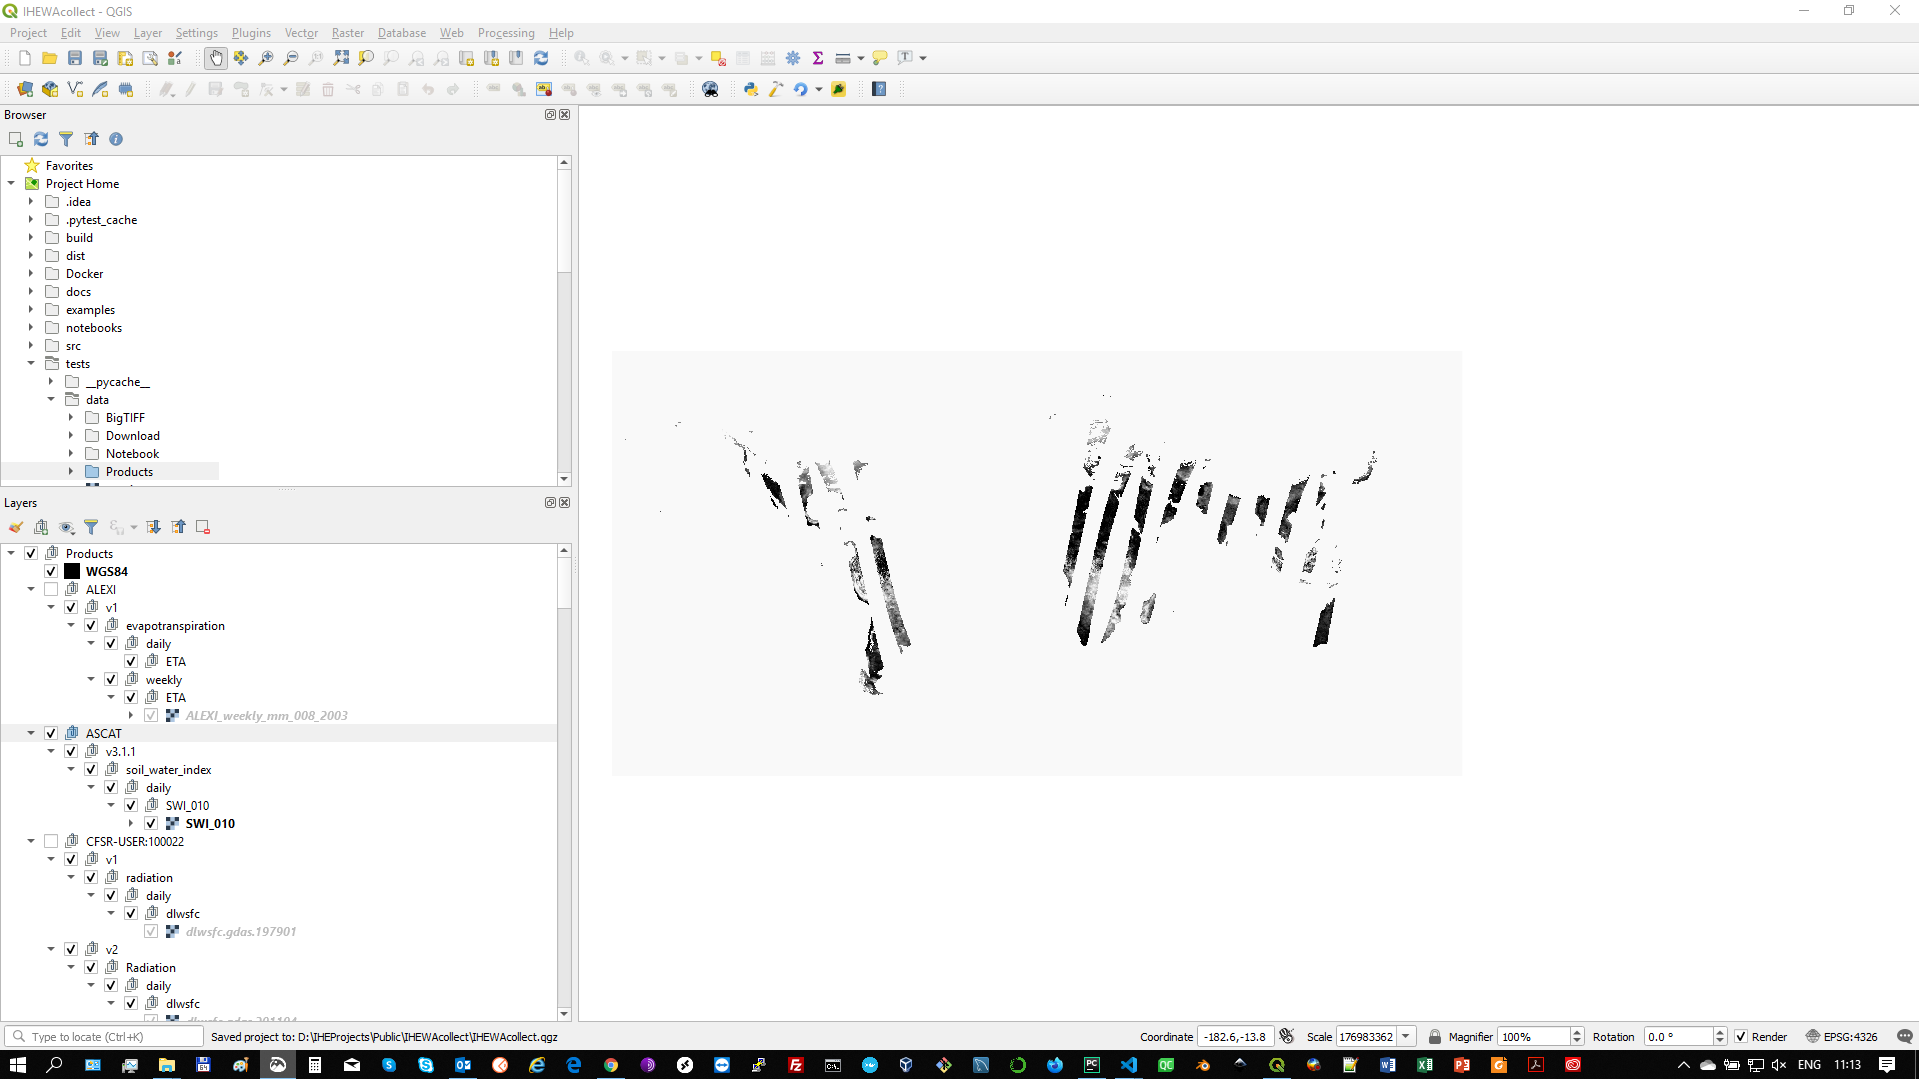 IHEWAcollect - QGIS
Project Edit View Layer Settings Plugins Vector Raster Database Web Processing Help
Browser
Favorites
Project Home
.idea
.pytest_cache
build
dist
Docker
docs
examples
notebooks
src
tests
__pycache__
data
BigTIFF
Download
Notebook
Products
Layers
Products
WGS84
ALEXI
v1
evapotranspiration
daily
ETA
weekly
ETA
ALEXI_weekly_mm_008_2003
ASCAT
v3.1.1
soil_water_index
daily
SWI_010
SWI_010
CFSR-USER:100022
v1
radiation
daily
dlwsfc
dlwsfc.gdas.197901
v2
Radiation
daily
dlwsfc
Type to locate (Ctrl+K) Saved project to: D:\IHEProjects\Public\IHEWAcollect\IHEWAcollect.qgz Coordinate -182.6,-13.8 Scale 176983362 Magnifier 100% Rotation 0.0 ° Render EPSG:4326
ENG 11:13